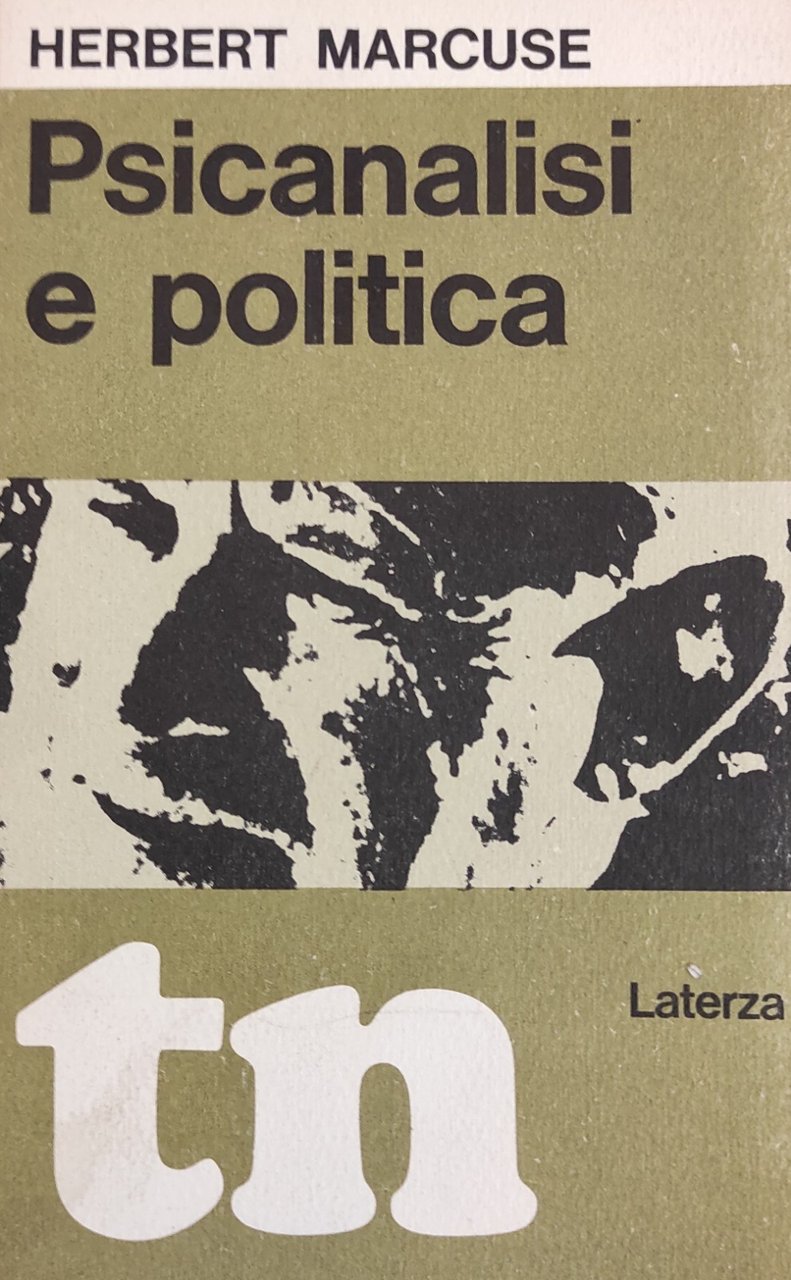 HERBERT MARCUSE
Psicanalisi
e politica
Laterza
tn